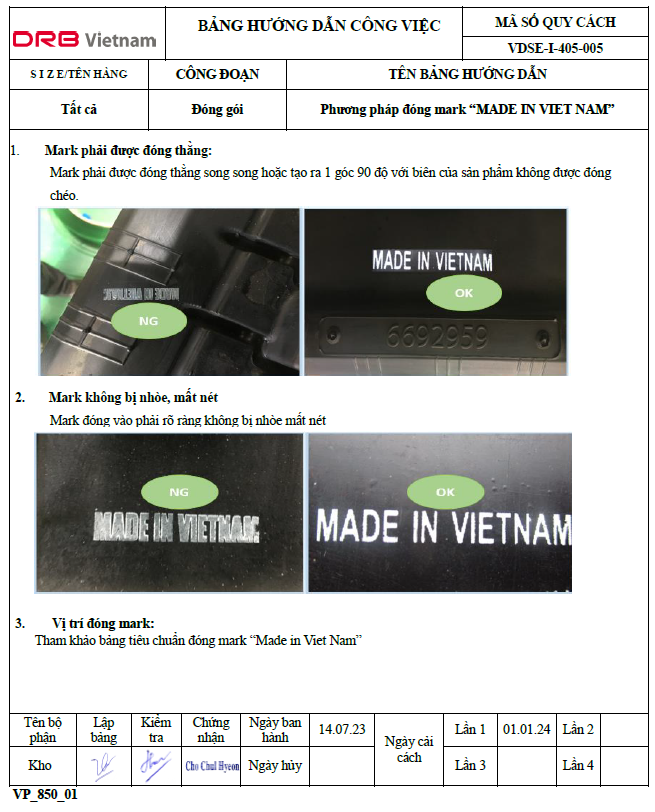 DRB Vietnam
BẢNG HƯỚNG DẪN CÔNG VIỆC
MÃ SỐ QUY CÁCH
VDSE-I-405-005
S I Z E/TÊN HÀNG
CÔNG ĐOẠN
TÊN BẢNG HƯỚNG DẪN
Tất cả
Đóng gói
Phương pháp đóng mark “MADE IN VIET NAM”
1. Mark phải được đóng thẳng:
Mark phải được đóng thẳng song song hoặc tạo ra 1 góc 90 độ với biên của sản phẩm không được đóng
chéo.
MADE IN VIETNAM
NG
MADE IN VIETNAM
OK
6692959
2. Mark không bị nhòe, mất nét
Mark đóng vào phải rõ ràng không bị nhòe mất nét
NG
MADE IN VIETNAM
OK
MADE IN VIETNAM
3. Vị trí đóng mark:
Tham khảo bảng tiêu chuẩn đóng mark “Made in Viet Nam”
Tên bộ phận
Lập bảng
Kiểm tra
Chứng nhận
Ngày ban hành
14.07.23
Ngày cải cách
Lần 1
01.01.24
Lần 2
Kho
Cho Chul Hyeon
Ngày hủy
Lần 3
Lần 4
VP_850_01